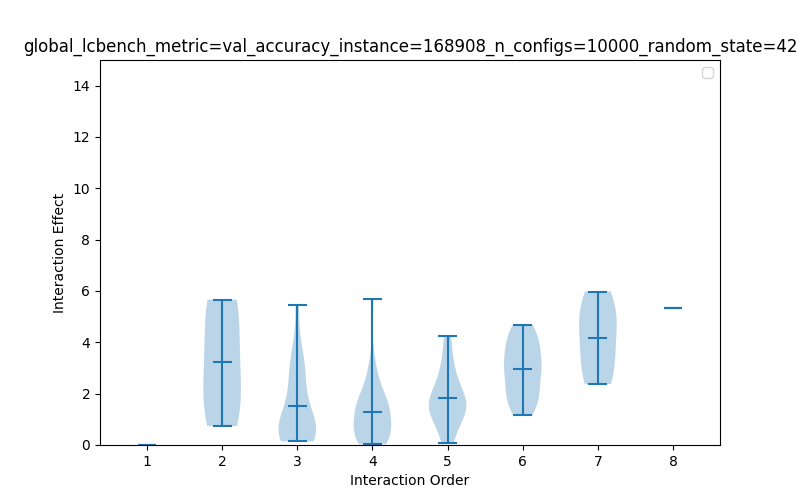 global_lcbench_metric=val_accuracy_instance=168908_n_configs=10000_random_state=42
14
12
10
8
6
4
2
0
Interaction Effect
1 2 3 4 5 6 7 8
Interaction Order